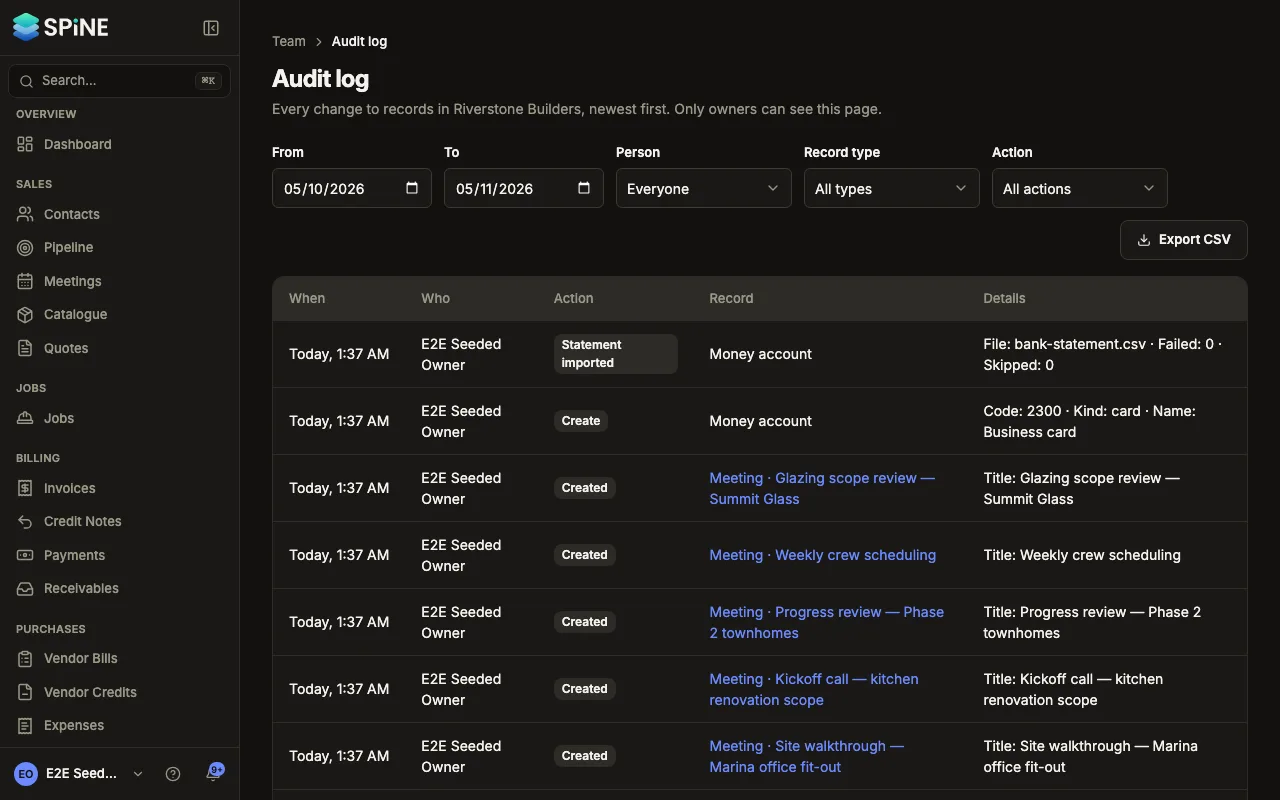 SPiNE
Search...
⌘K
OVERVIEW
Dashboard
SALES
Contacts
Pipeline
Meetings
Catalogue
Quotes
JOBS
Jobs
BILLING
Invoices
Credit Notes
Payments
Receivables
PURCHASES
Vendor Bills
Vendor Credits
Expenses
EO
E2E Seed...
9+
Team > Audit log
Audit log
Every change to records in Riverstone Builders, newest first. Only owners can see this page.
From
To
Person
Record type
Action
05/10/2026
05/11/2026
Everyone
All types
All actions
Export CSV
When
Who
Action
Record
Details
Today, 1:37 AM
E2E Seeded
Owner
Statement
imported
Money account
File: bank-statement.csv · Failed: 0 ·
Skipped: 0
Today, 1:37 AM
E2E Seeded
Owner
Create
Money account
Code: 2300 · Kind: card · Name:
Business card
Today, 1:37 AM
E2E Seeded
Owner
Created
Meeting · Glazing scope review —
Summit Glass
Title: Glazing scope review —
Summit Glass
Today, 1:37 AM
E2E Seeded
Owner
Created
Meeting · Weekly crew scheduling
Title: Weekly crew scheduling
Today, 1:37 AM
E2E Seeded
Owner
Created
Meeting · Progress review — Phase
2 townhomes
Title: Progress review — Phase 2
townhomes
Today, 1:37 AM
E2E Seeded
Owner
Created
Meeting · Kickoff call — kitchen
renovation scope
Title: Kickoff call — kitchen
renovation scope
Today, 1:37 AM
E2E Seeded
Owner
Created
Meeting · Site walkthrough —
Marina office fit-out
Title: Site walkthrough — Marina
office fit-out